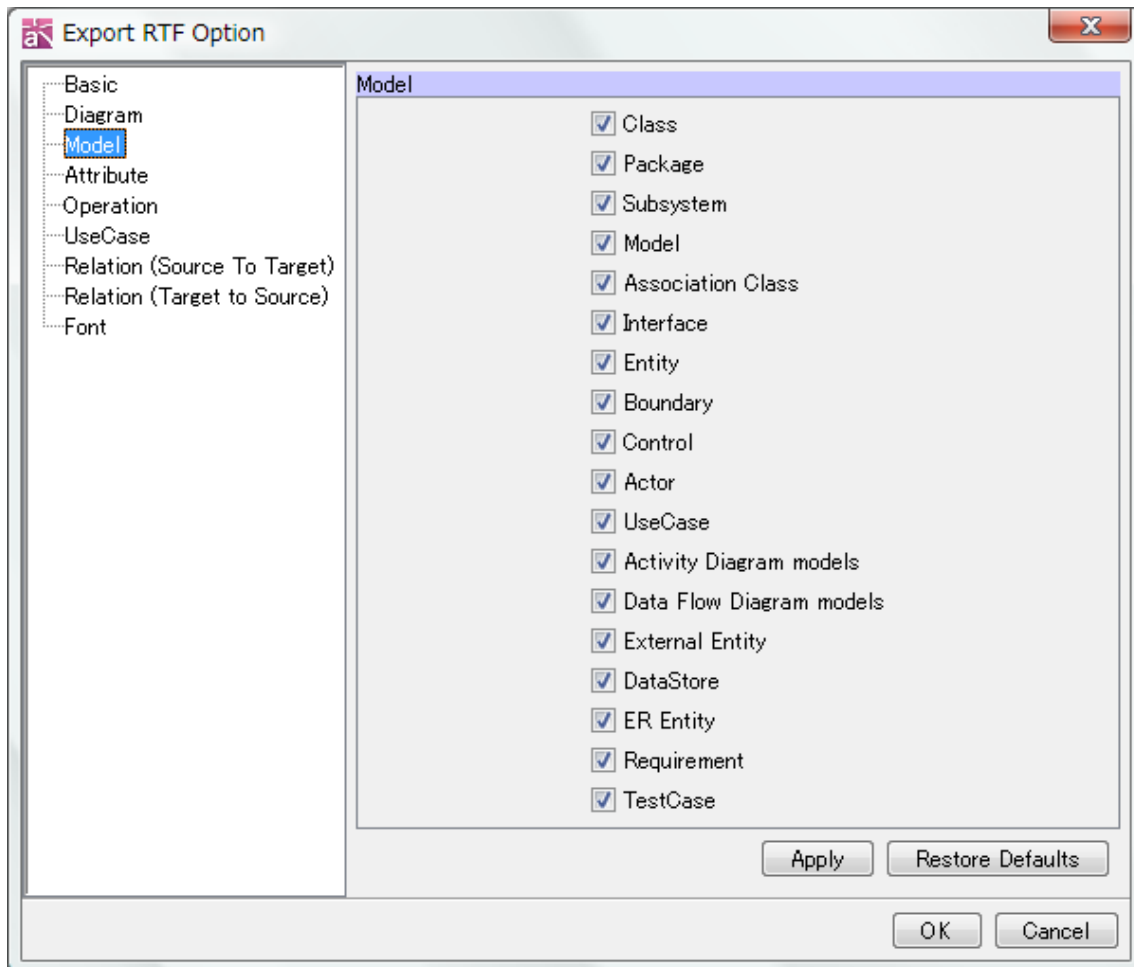 Export RTF Option
Basic
Diagram
Model
Attribute
Operation
UseCase
Relation (Source To Target)
Relation (Target to Source)
Font
Model
Class
Package
Subsystem
Model
Association Class
Interface
Entity
Boundary
Control
Actor
UseCase
Activity Diagram models
Data Flow Diagram models
External Entity
DataStore
ER Entity
Requirement
TestCase
Apply
Restore Defaults
OK
Cancel